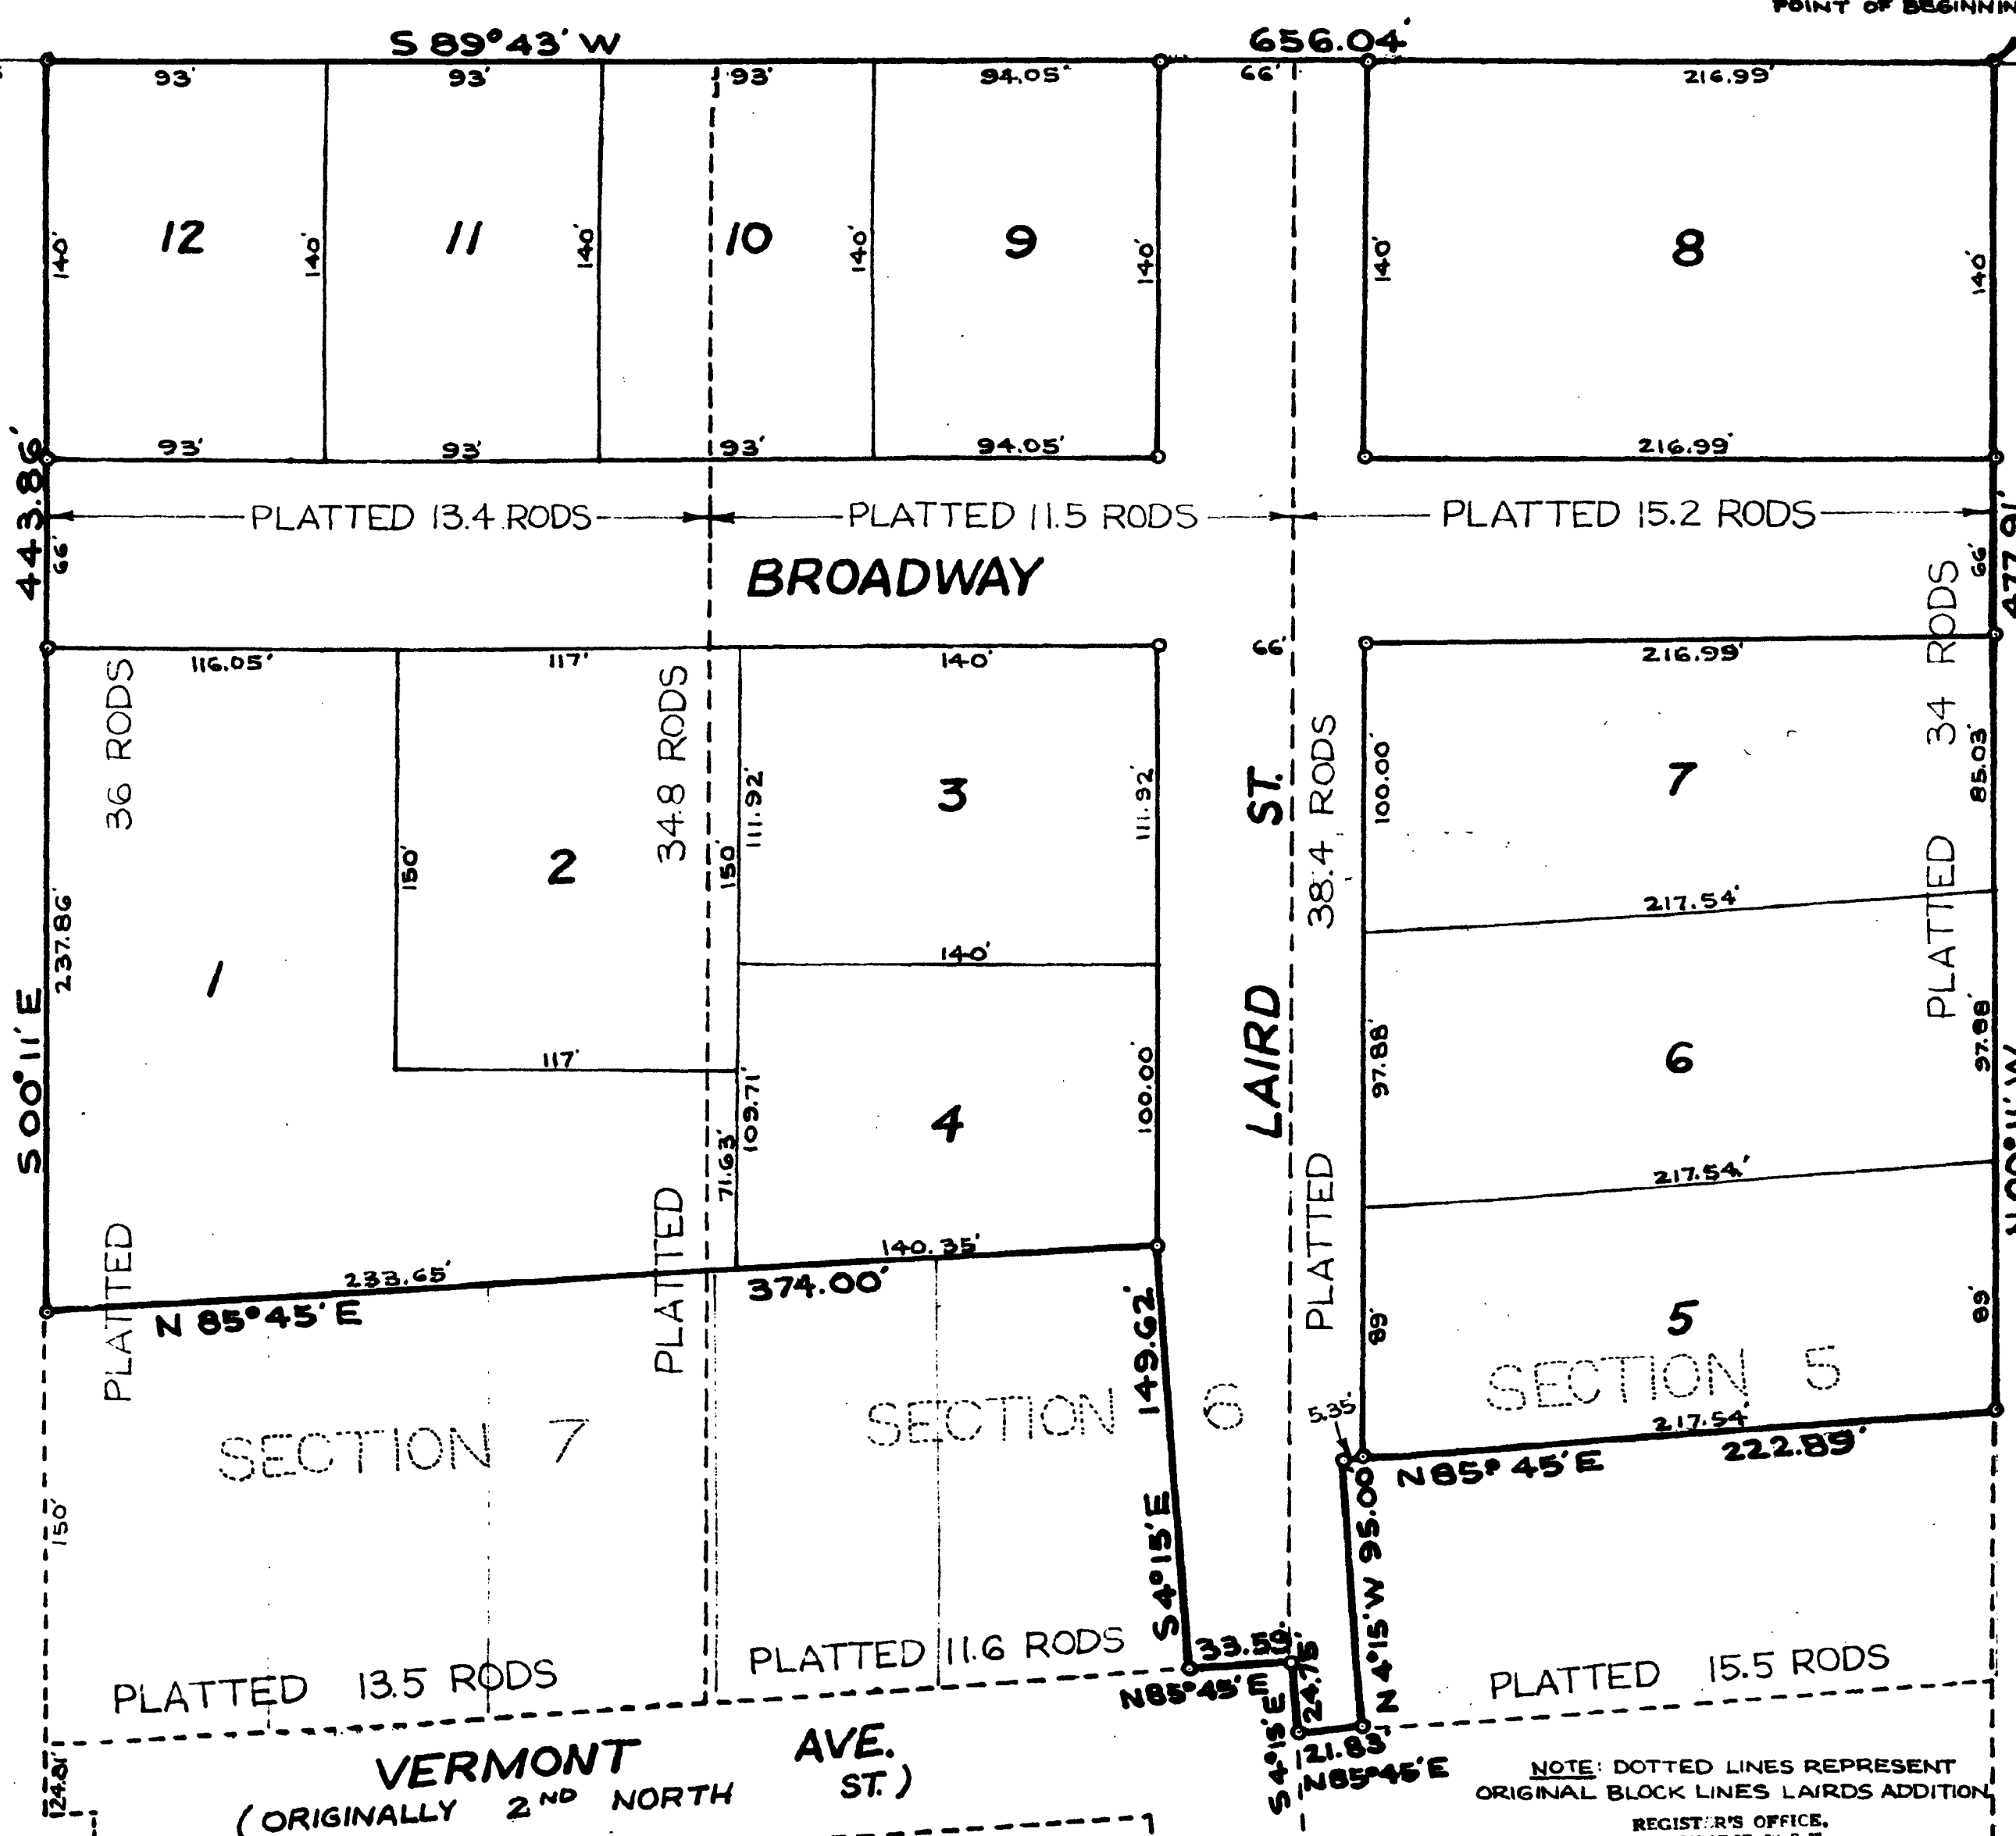 POINT OF BEGINNIN
S 89° 43' W 656.04'
93' 93' 93' 94.05' 66' 216.99'
12 11 10 9 8
140' 140' 140' 140' 140' 140' 140'
93' 93' 93' 94.05' 216.99'
443.86'
PLATTED 13.4 RODS PLATTED 11.5 RODS PLATTED 15.2 RODS
477.91'
66' 66'
BROADWAY
116.05' 117' 140' 66' 216.99'
36 RODS 34.8 RODS 38.4 RODS 34 RODS
111.92' 111.92' 100.00' 85.03'
3 7
150' 2 150'
LAIRD ST.
217.54'
237.86'
1
140'
S 00° 11' E
117'
109.71'
71.63'
4
100.00'
97.88' 6 97.88'
N 00° 11' W
217.54'
PLATTED PLATTED PLATTED PLATTED
233.65' 140.35'
N 85° 45' E 374.00'
149.62'
S 4° 15' E
89' 5 89'
SECTION 7 SECTION 6 SECTION 5
5.35'
217.54'
N 85° 45' E 222.89'
150'
N 4° 15' W 95.00
PLATTED 13.5 RODS PLATTED 11.6 RODS PLATTED 15.5 RODS
33.59'
N 85° 45' E
24.75'
S 4° 15' E
21.83'
N 85° 45' E
124.81'
VERMONT AVE.
(ORIGINALLY 2ND NORTH ST.)
NOTE: DOTTED LINES REPRESENT
ORIGINAL BLOCK LINES LAIRDS ADDITION
REGISTER'S OFFICE,